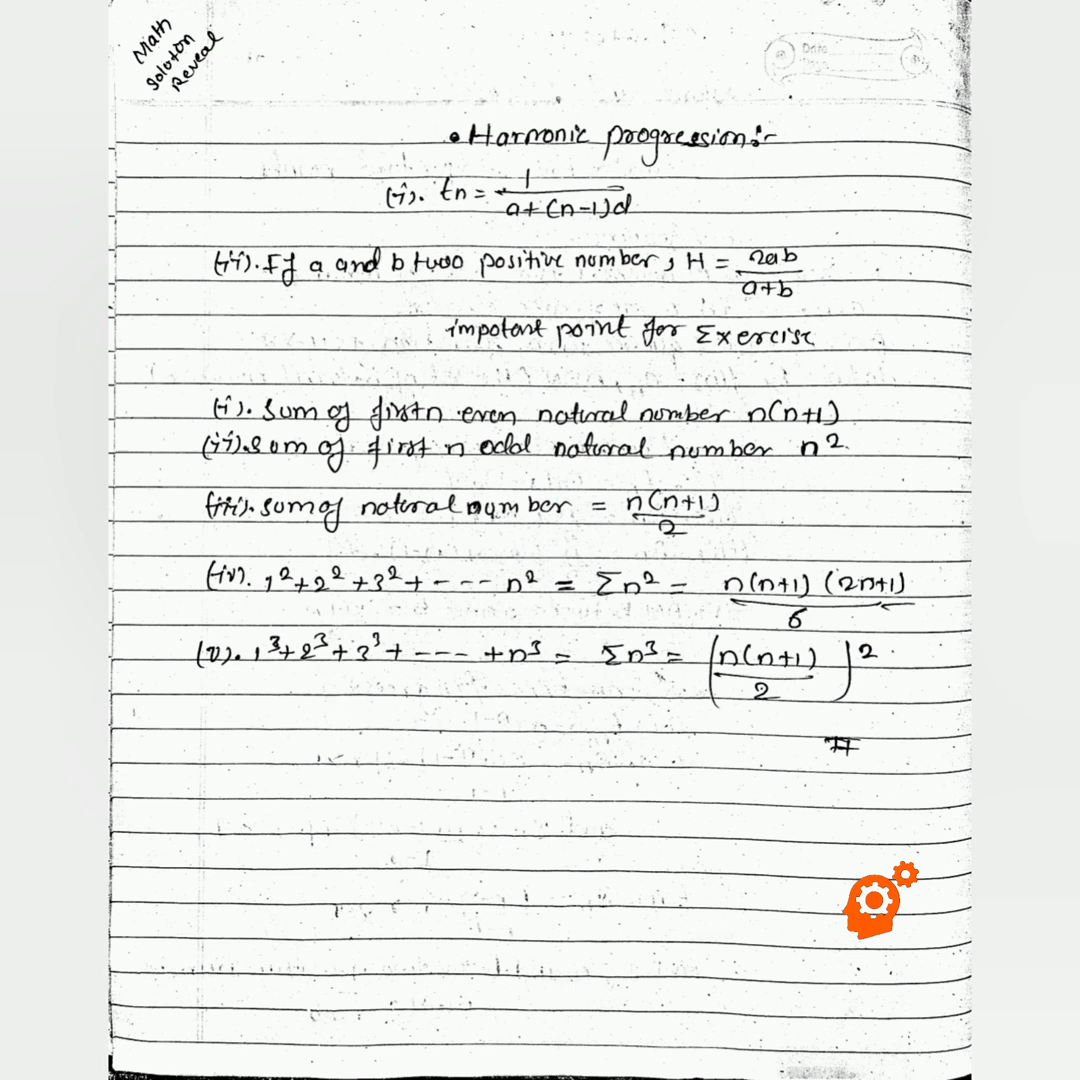 Math
Soloton
Reveal
Date
• Harmonic progression:-
(i). tn = 1/(a+(n-1)d)
(ii). If a and b two positive number, H = 2ab/(a+b)
impotant point for Exercise
(i). Sum of first n even natural number n(n+1)
(ii). Sum of first n odd natural number n².
(iii). Sum of natural number = n(n+1)/2
(iv). 1²+2²+3²+---- n² = Σn² = n(n+1)(2n+1)/6
(v). 1³+2³+3³+---- +n³ = Σn³ = (n(n+1)/2)².
#